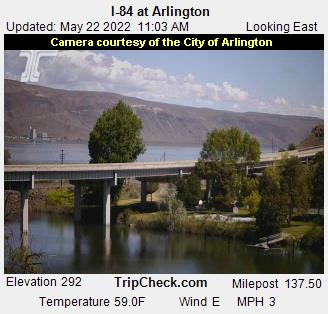 I-84 at Arlington
Updated: May 22 2022 11:03 AM Looking East
Camera courtesy of the City of Arlington
Elevation 292 TripCheck.com Milepost 137.50
Temperature 59.0F Wind E MPH 3